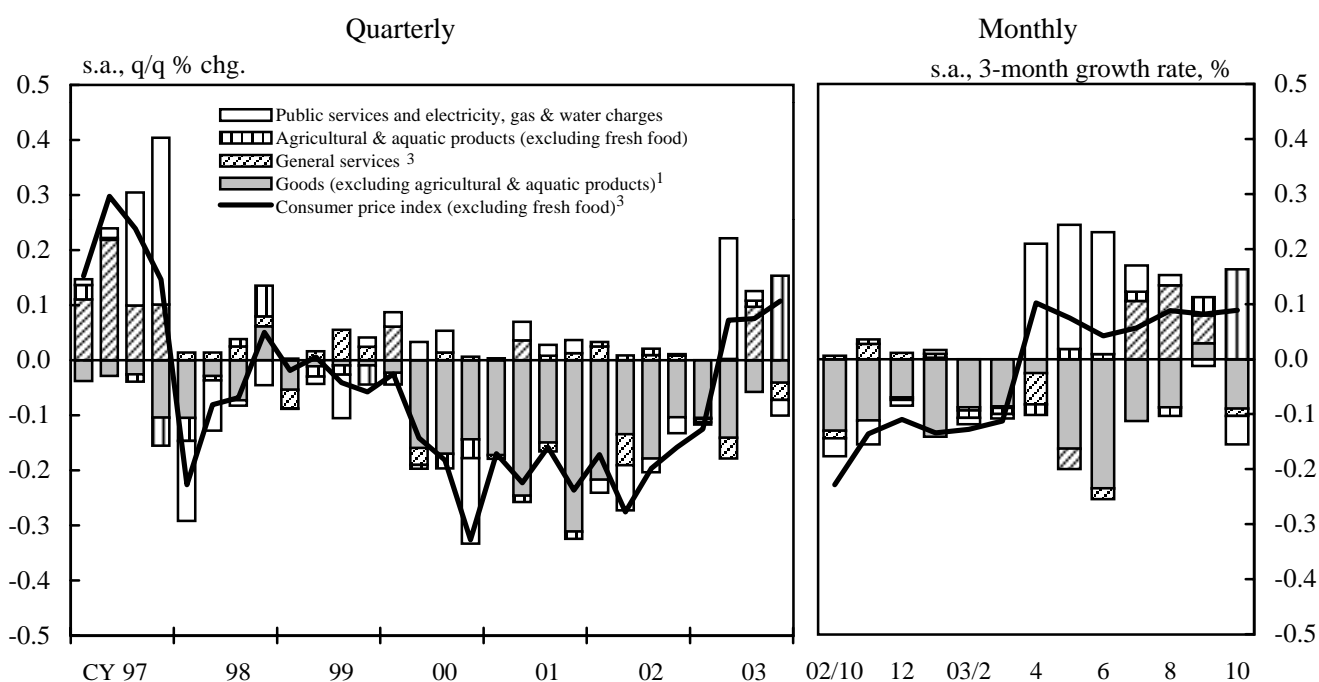 Quarterly
Monthly
s.a., q/q % chg.
s.a., 3-month growth rate, %
0.5
0.4
0.3
0.2
0.1
0.0
-0.1
-0.2
-0.3
-0.4
-0.5
Public services and electricity, gas & water charges
Agricultural & aquatic products (excluding fresh food)
General services 3
Goods (excluding agricultural & aquatic products)1
Consumer price index (excluding fresh food)3
0.5
0.4
0.3
0.2
0.1
0.0
-0.1
-0.2
-0.3
-0.4
-0.5
CY 97 98 99 00 01 02 03
02/10 12 03/2 4 6 8 10